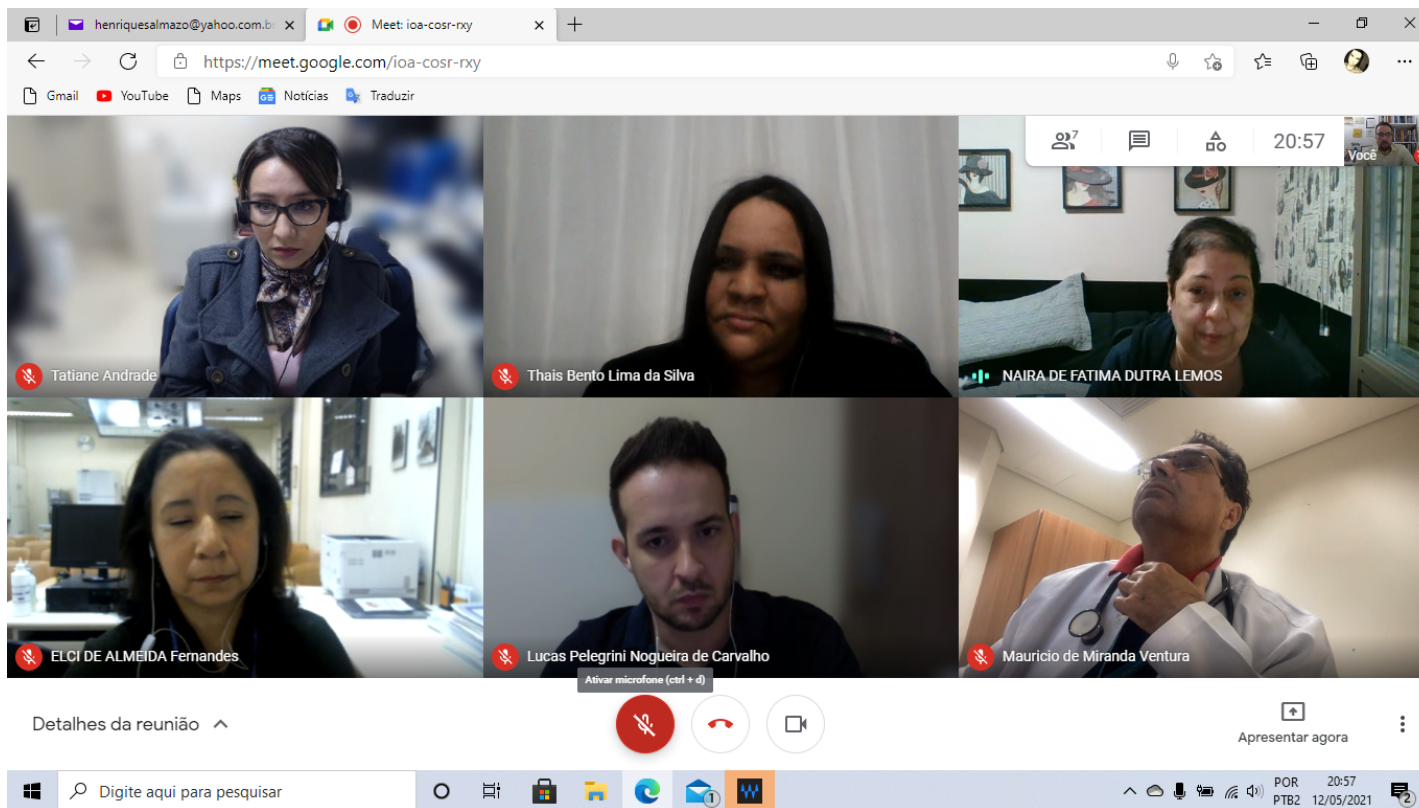 henriquesalmazo@yahoo.com.b
Meet: ioa-cosr-rxy
https://meet.google.com/ioa-cosr-rxy
Gmail
YouTube
Maps
GE Notícias
Traduzir
7
20:57
Você
Tatiane Andrade
Thais Bento Lima da Silva
NAIRA DE FATIMA DUTRA LEMOS
ELCI DE ALMEIDA Fernandes
Lucas Pelegrini Nogueira de Carvalho
Mauricio de Miranda Ventura
Ativar microfone (ctrl + d)
Detalhes da reunião
Apresentar agora
Digite aqui para pesquisar
1
POR
PTB2
20:57
12/05/2021
2